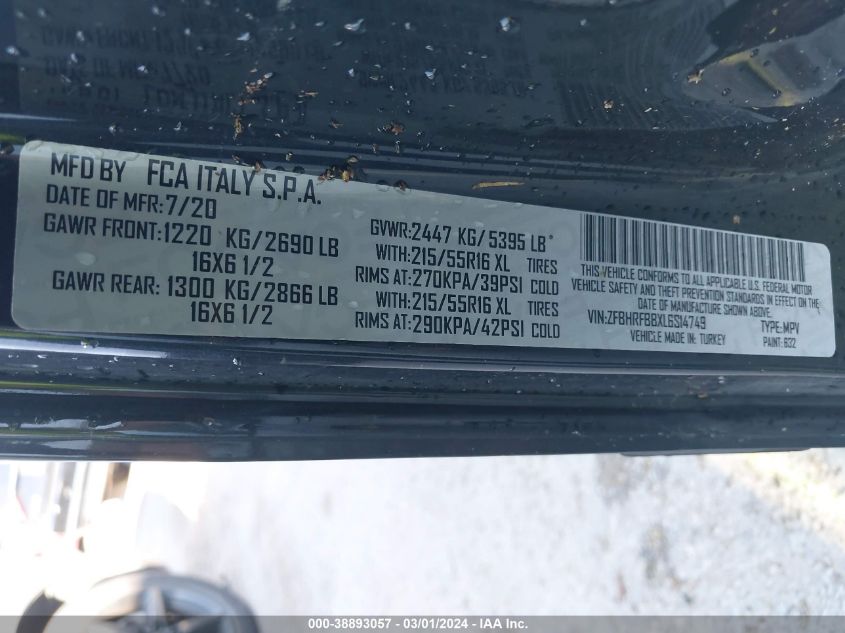 MFD BY FCA ITALY S.P.A.
DATE OF MFR:7/20
GAWR FRONT:1220 KG/2690 LB
16X6 1/2
GAWR REAR: 1300 KG/2866 LB
16X6 1/2
GVWR:2447 KG/5395 LB*
WITH:215/55R16 XL TIRES
RIMS AT:270KPA/39PSI COLD
WITH:215/55R16 XL TIRES
RIMS AT:290KPA/42PSI COLD
THIS VEHICLE CONFORMS TO ALL APPLICABLE U.S. FEDERAL MOTOR
VEHICLE SAFETY AND THEFT PREVENTION STANDARDS IN EFFECT ON THE
DATE OF MANUFACTURE SHOWN ABOVE.
VIN:ZFBHRFBBXL6S14749 TYPE:MPV
VEHICLE MADE IN: TURKEY PAINT: 632
000-38893057 - 03/01/2024 - IAA Inc.